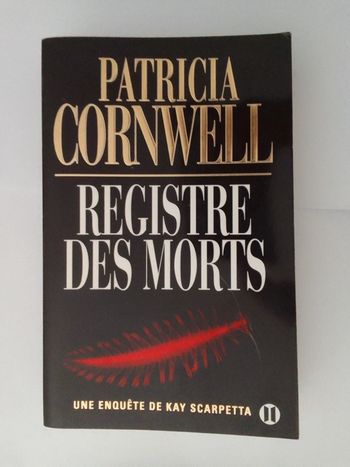 PATRICIA
CORNWELL
REGISTRE
DES MORTS
UNE ENQUÊTE DE KAY SCARPETTA